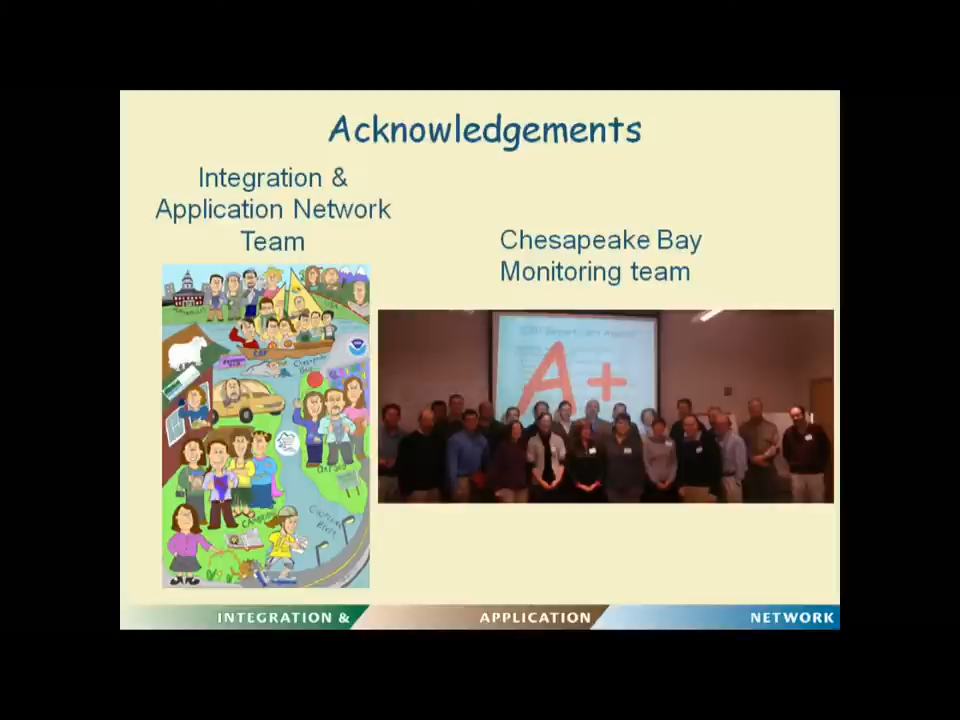 Acknowledgements
Integration &
Application Network
Team
Chesapeake Bay
Monitoring team
A+
INTEGRATION &
APPLICATION
NETWORK